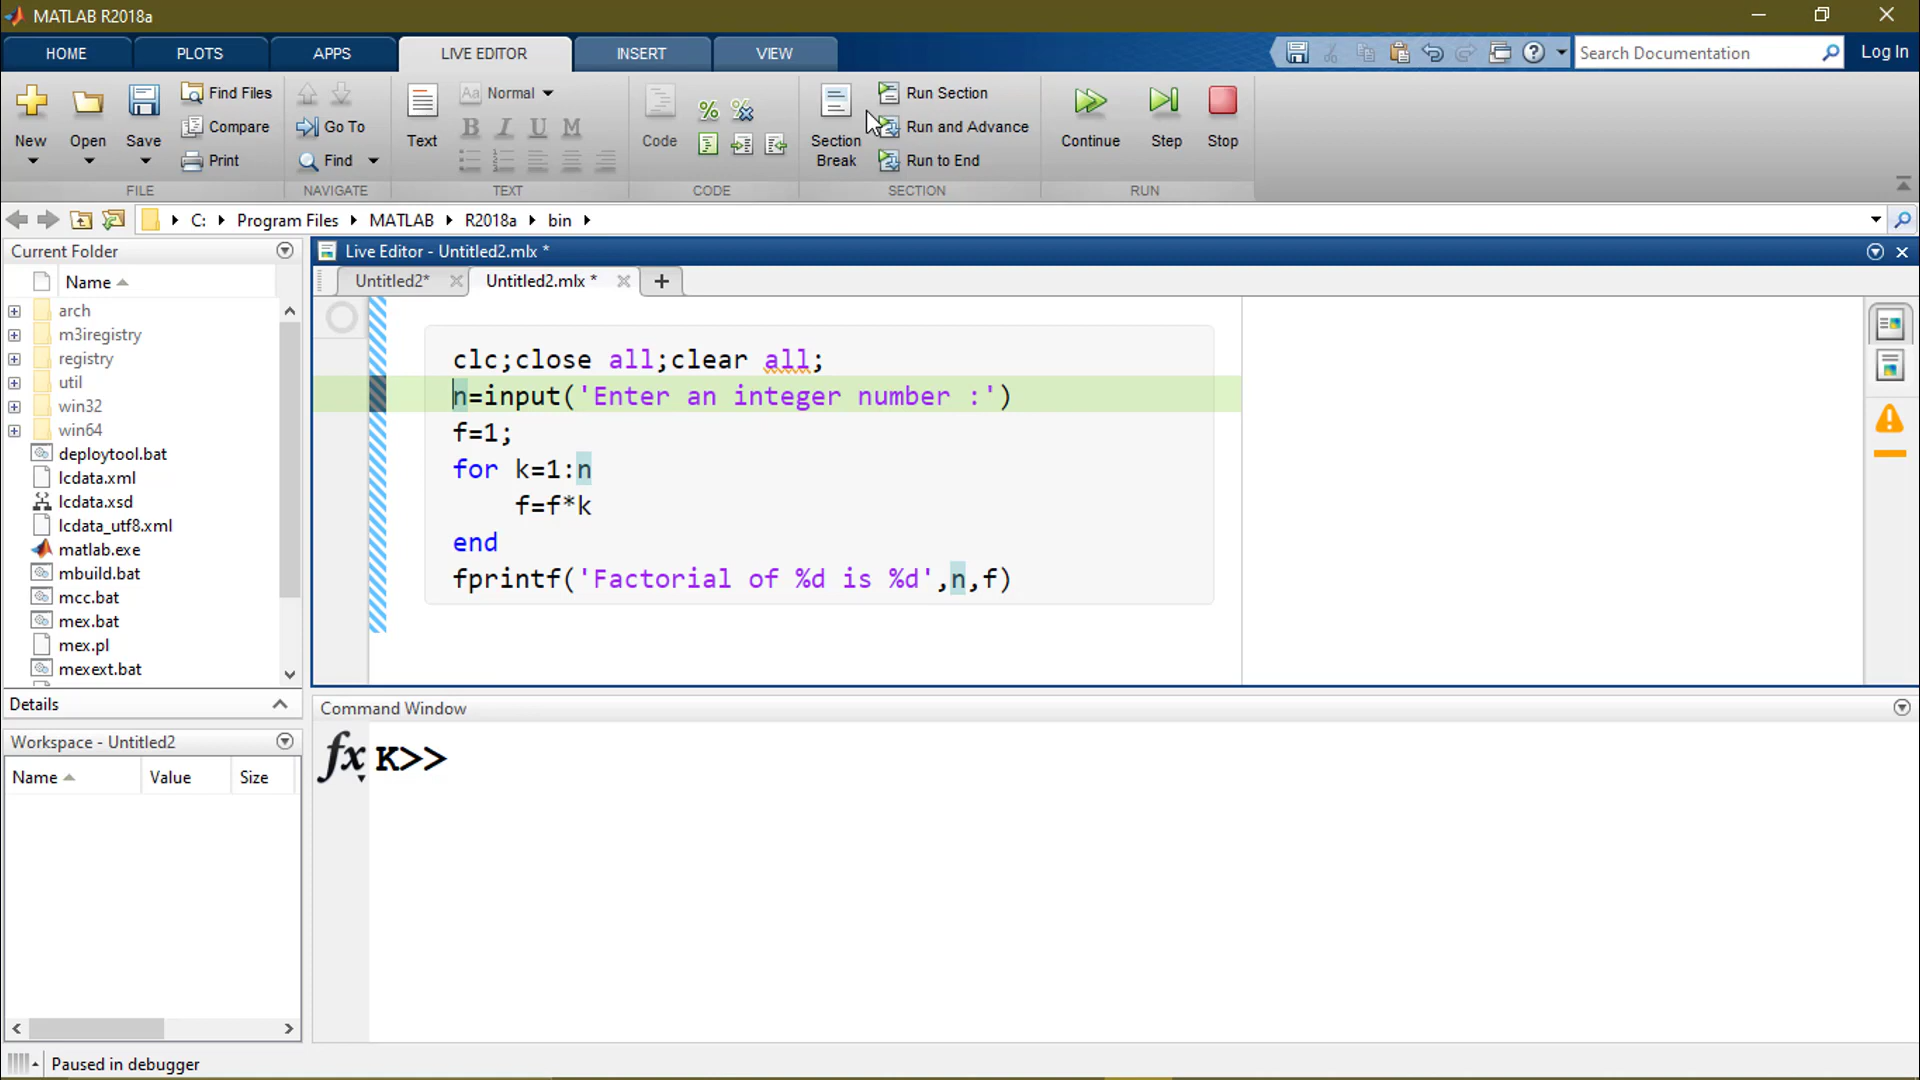 MATLAB R2018a
HOME PLOTS APPS LIVE EDITOR INSERT VIEW Search Documentation Log In
New Open Save Find Files Compare Print
Go To Find
Text Aa Normal B I U M
Code
Section Break Run Section Run and Advance Run to End
Continue Step Stop
FILE NAVIGATE TEXT CODE SECTION RUN
C: Program Files MATLAB R2018a bin
Current Folder
Name
arch
m3iregistry
registry
util
win32
win64
deploytool.bat
lcdata.xml
lcdata.xsd
lcdata_utf8.xml
matlab.exe
mbuild.bat
mcc.bat
mex.bat
mex.pl
mexext.bat
Details
Workspace - Untitled2
Name Value Size
Live Editor - Untitled2.mlx *
Untitled2* Untitled2.mlx *
clc;close all;clear all;
n=input('Enter an integer number :')
f=1;
for k=1:n
f=f*k
end
fprintf('Factorial of %d is %d',n,f)
Command Window
fx K>>
Paused in debugger